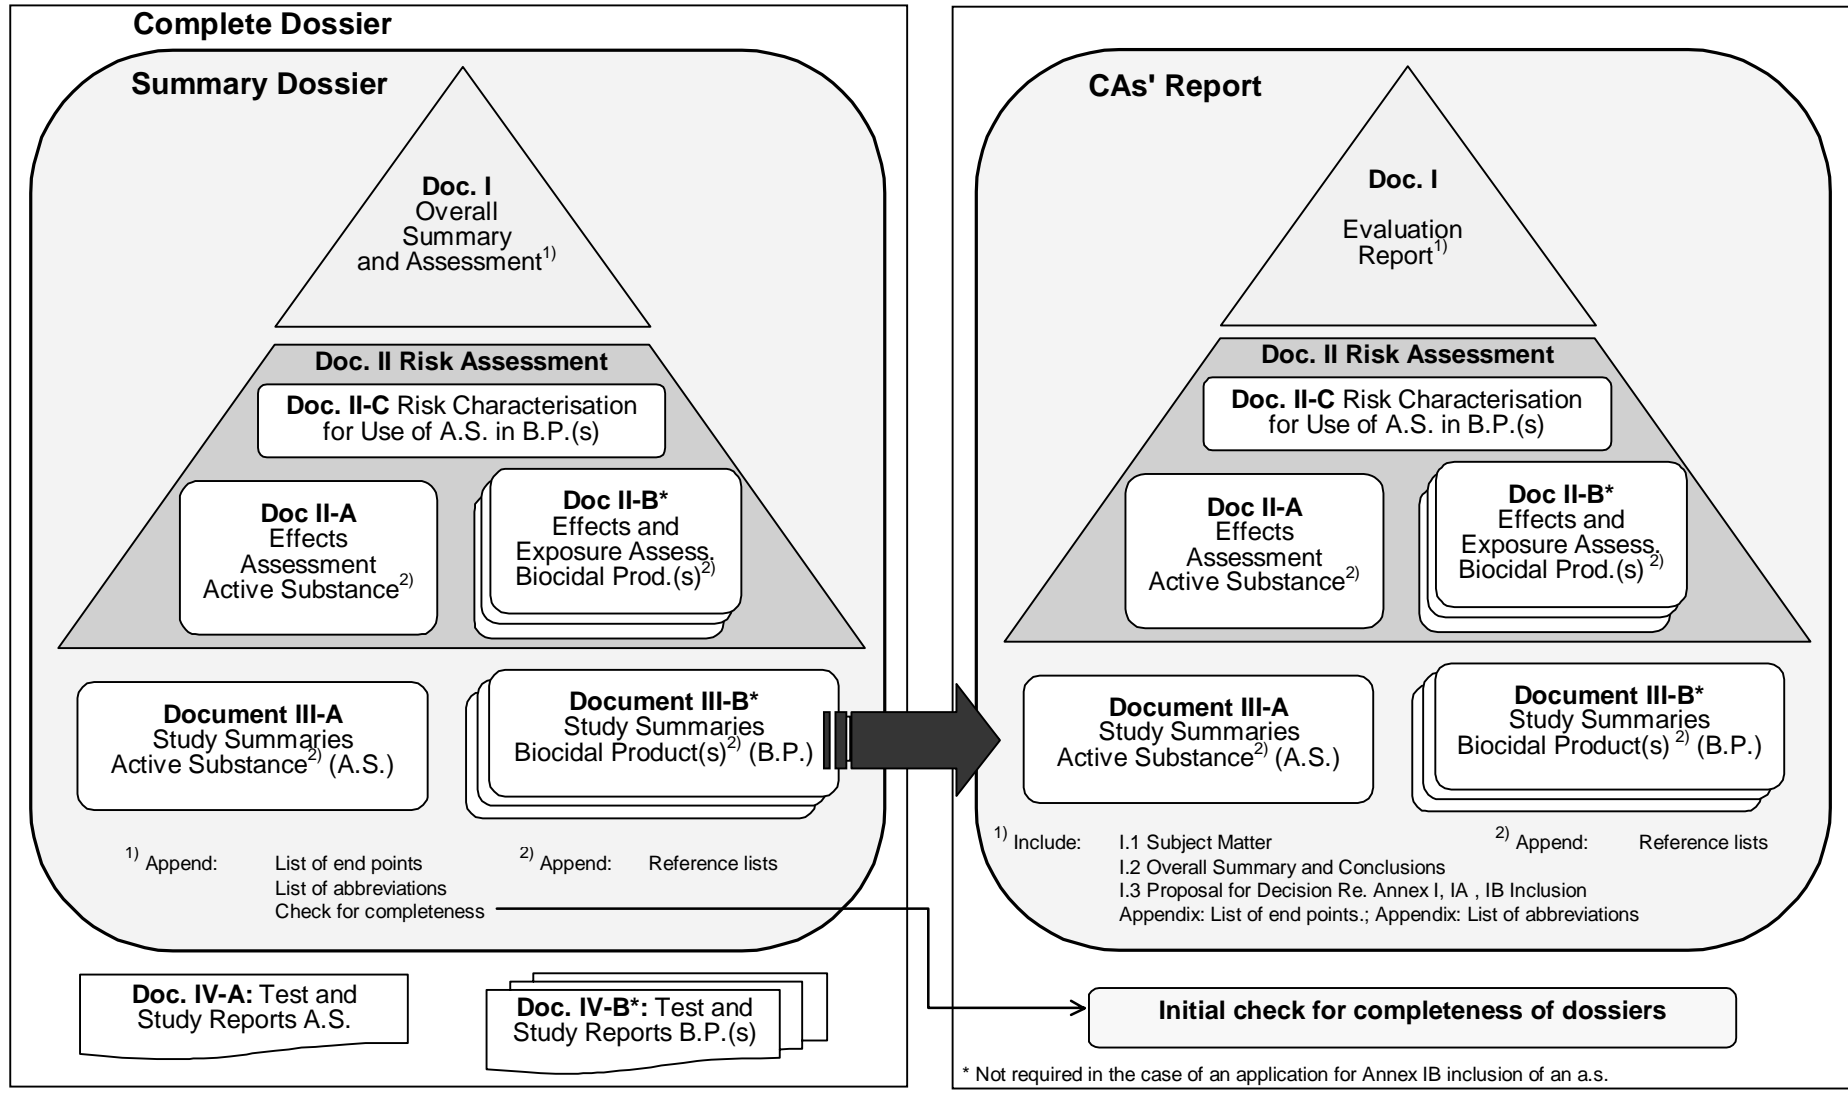 Complete Dossier
Summary Dossier
Doc. I
Overall
Summary
and Assessment1)
Doc. II Risk Assessment
Doc. II-C Risk Characterisation
for Use of A.S. in B.P.(s)
Doc II-A
Effects
Assessment
Active Substance2)
Doc II-B*
Effects and
Exposure Assess.
Biocidal Prod.(s)2)
Document III-A
Study Summaries
Active Substance2) (A.S.)
Document III-B*
Study Summaries
Biocidal Product(s)2) (B.P.)
1) Append: List of end points
List of abbreviations
Check for completeness
2) Append: Reference lists
Doc. IV-A: Test and
Study Reports A.S.
Doc. IV-B*: Test and
Study Reports B.P.(s)
CAs' Report
Doc. I
Evaluation
Report1)
Doc. II Risk Assessment
Doc. II-C Risk Characterisation
for Use of A.S. in B.P.(s)
Doc II-A
Effects
Assessment
Active Substance2)
Doc II-B*
Effects and
Exposure Assess.
Biocidal Prod.(s) 2)
Document III-A
Study Summaries
Active Substance2) (A.S.)
Document III-B*
Study Summaries
Biocidal Product(s) 2) (B.P.)
1) Include: I.1 Subject Matter
I.2 Overall Summary and Conclusions
I.3 Proposal for Decision Re. Annex I, IA , IB Inclusion
Appendix: List of end points.; Appendix: List of abbreviations
2) Append: Reference lists
Initial check for completeness of dossiers
* Not required in the case of an application for Annex IB inclusion of an a.s.